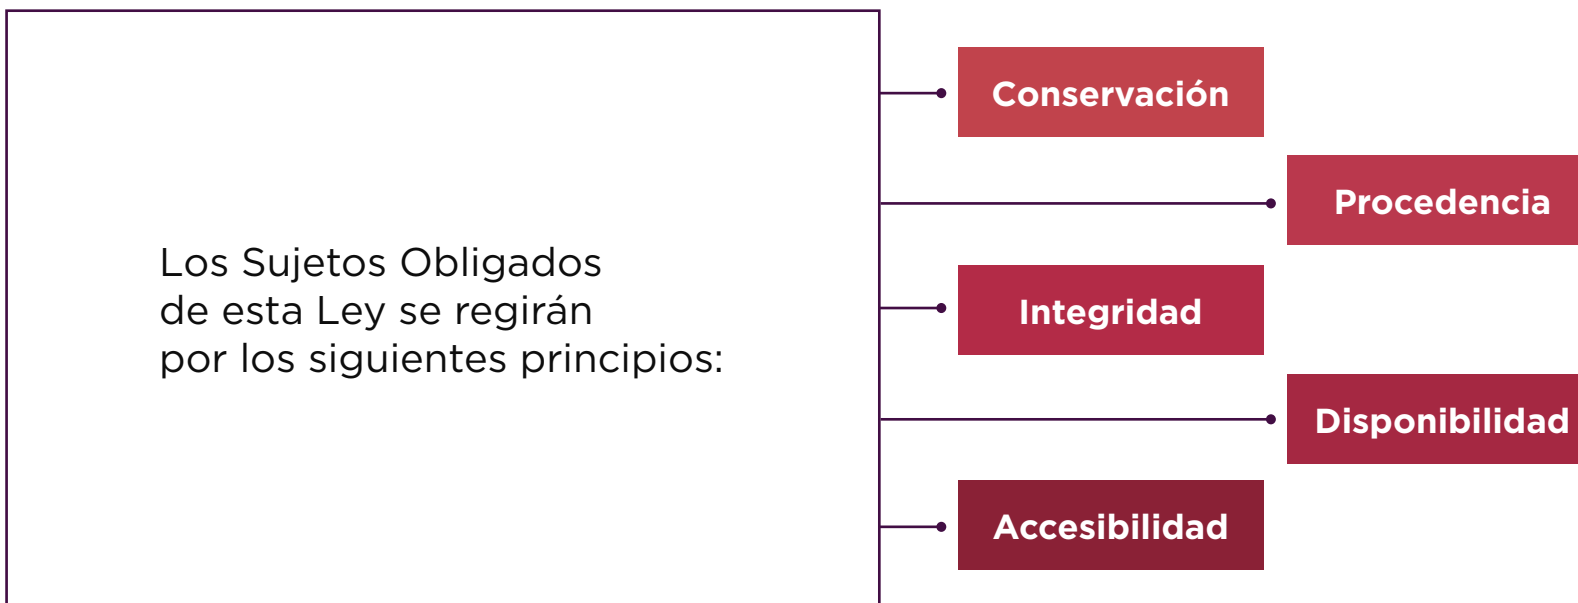 Los Sujetos Obligados
de esta Ley se regirán
por los siguientes principios:
Conservación
Procedencia
Integridad
Disponibilidad
Accesibilidad